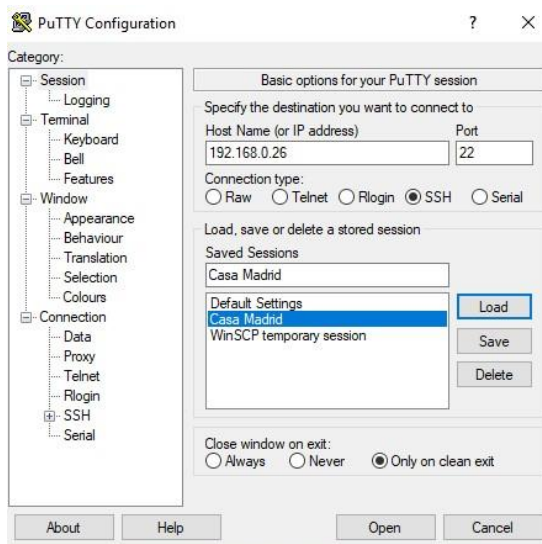 PuTTY Configuration ? ×
Category:
Session
Logging
Terminal
Keyboard
Bell
Features
Window
Appearance
Behaviour
Translation
Selection
Colours
Connection
Data
Proxy
Telnet
Rlogin
SSH
Serial
Basic options for your PuTTY session
Specify the destination you want to connect to
Host Name (or IP address) Port
192.168.0.26 22
Connection type:
Raw Telnet Rlogin SSH Serial
Load, save or delete a stored session
Saved Sessions
Casa Madrid
Default Settings
Casa Madrid
WinSCP temporary session
Load
Save
Delete
Close window on exit:
Always Never Only on clean exit
About Help Open Cancel